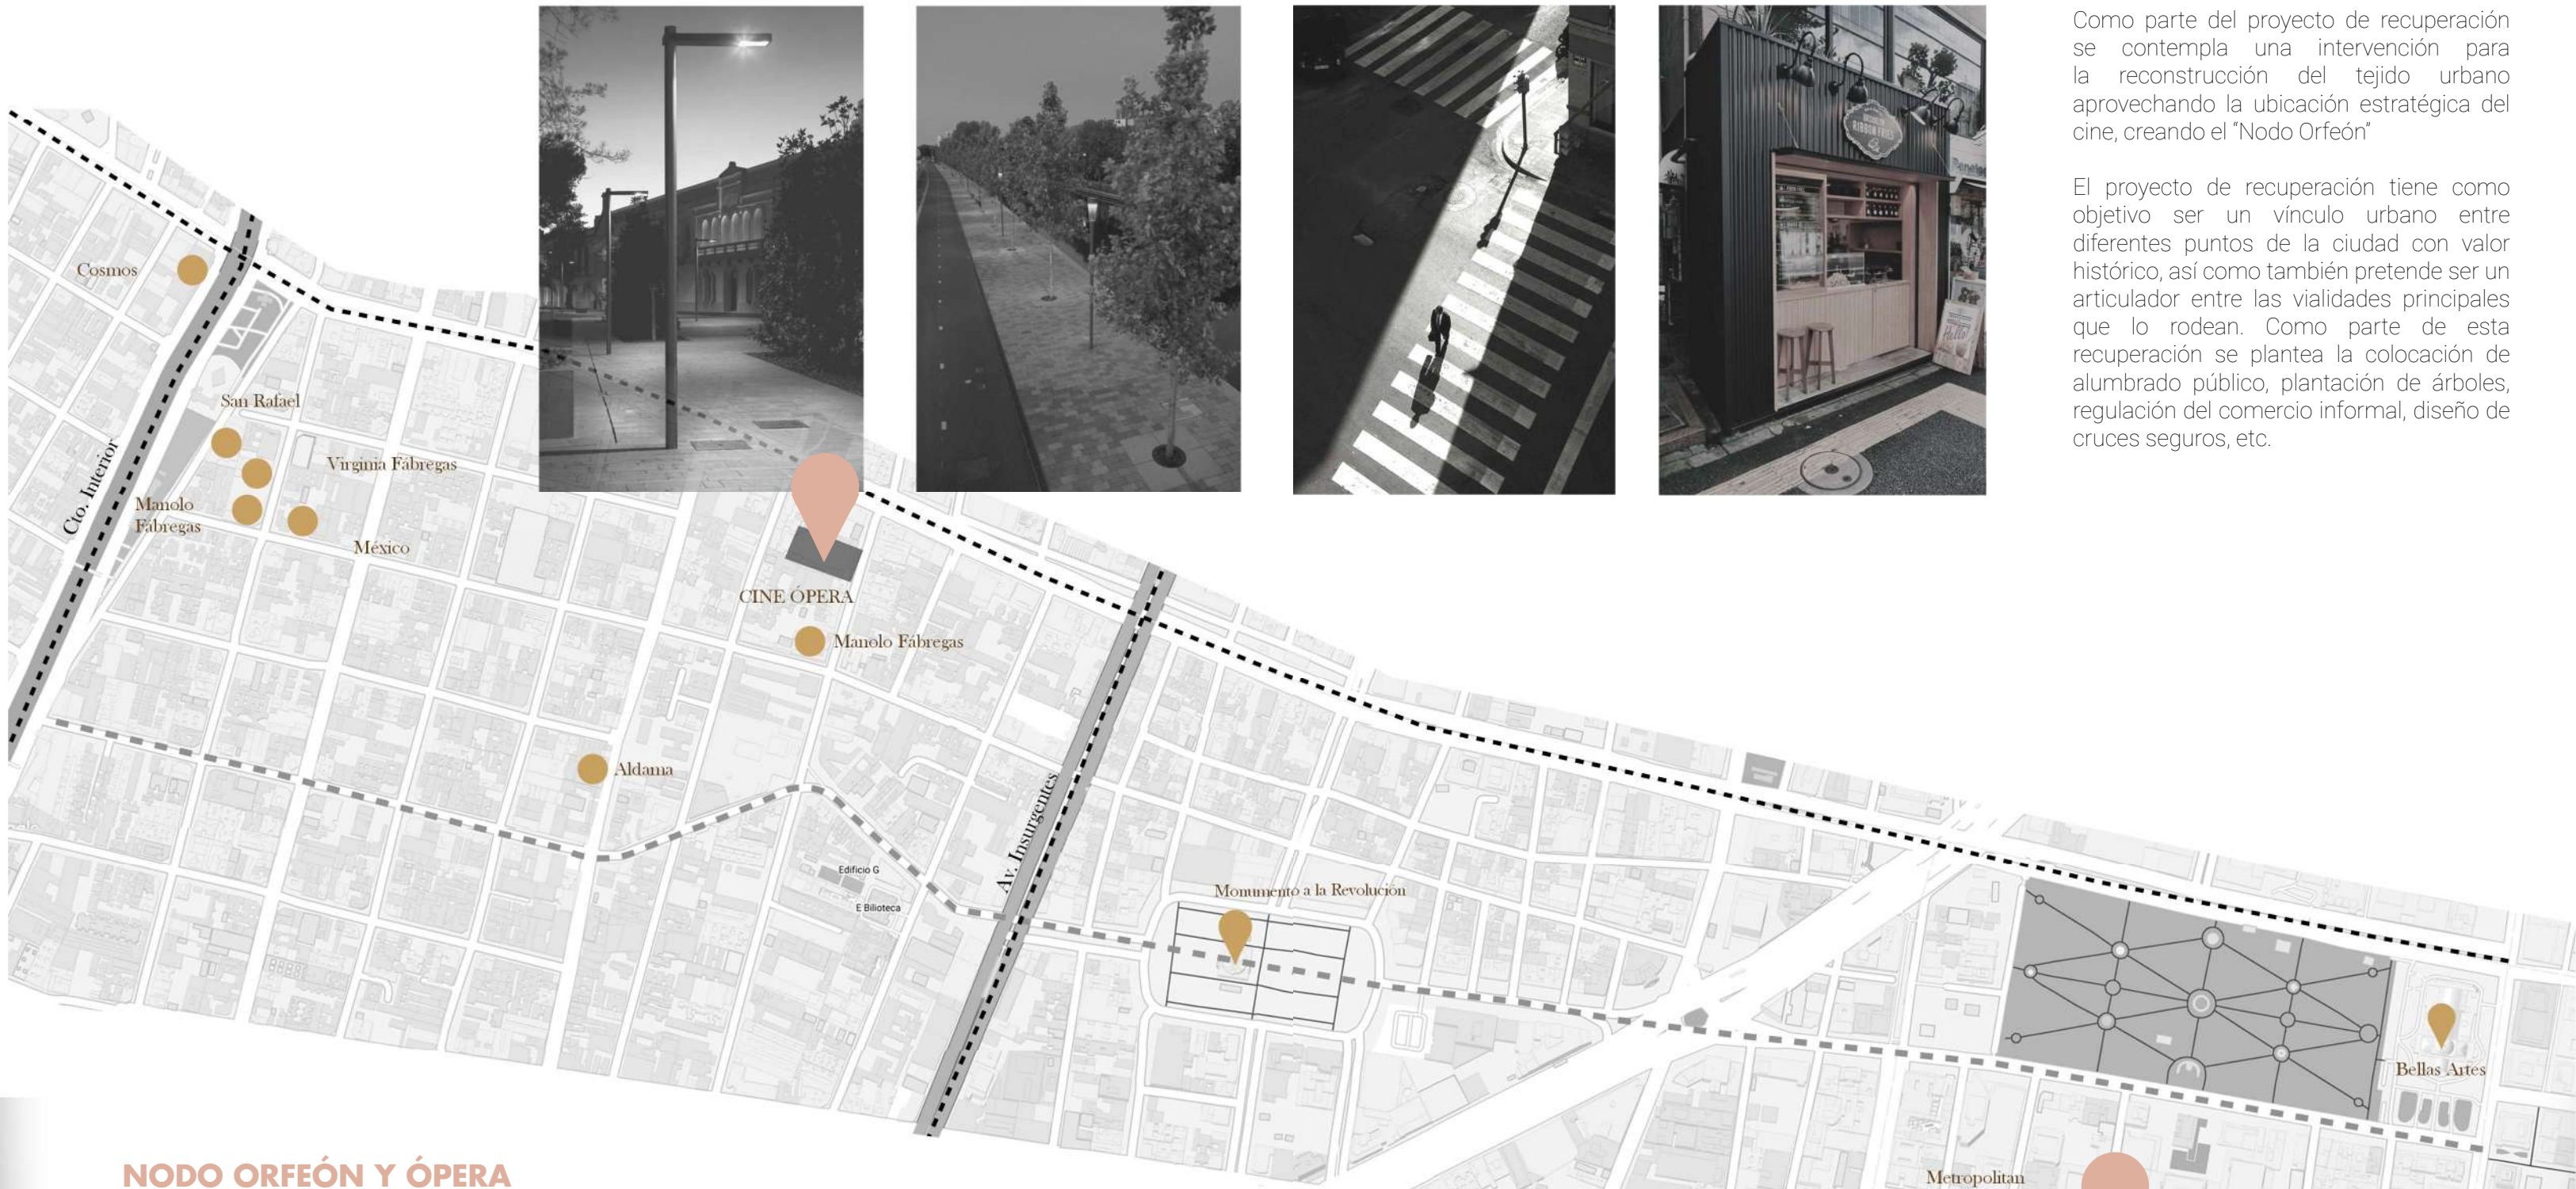 Como parte del proyecto de recuperación
se contempla una intervención para
la reconstrucción del tejido urbano
aprovechando la ubicación estratégica del
cine, creando el “Nodo Orfeón”
El proyecto de recuperación tiene como
objetivo ser un vínculo urbano entre
diferentes puntos de la ciudad con valor
histórico, así como también pretende ser un
articulador entre las vialidades principales
que lo rodean. Como parte de esta
recuperación se plantea la colocación de
alumbrado público, plantación de árboles,
regulación del comercio informal, diseño de
cruces seguros, etc.
BROOKLYN
RIBBON FRIES
Hello
Cosmos
San Rafael
Cto. Interior
Virginia Fábregas
Manolo
Fábregas
México
CINE ÓPERA
Manolo Fábregas
Aldama
Av. Insurgentes
Edificio G
E Bilioteca
Monumento a la Revolución
Bellas Artes
Metropolitan
NODO ORFEÓN Y ÓPERA